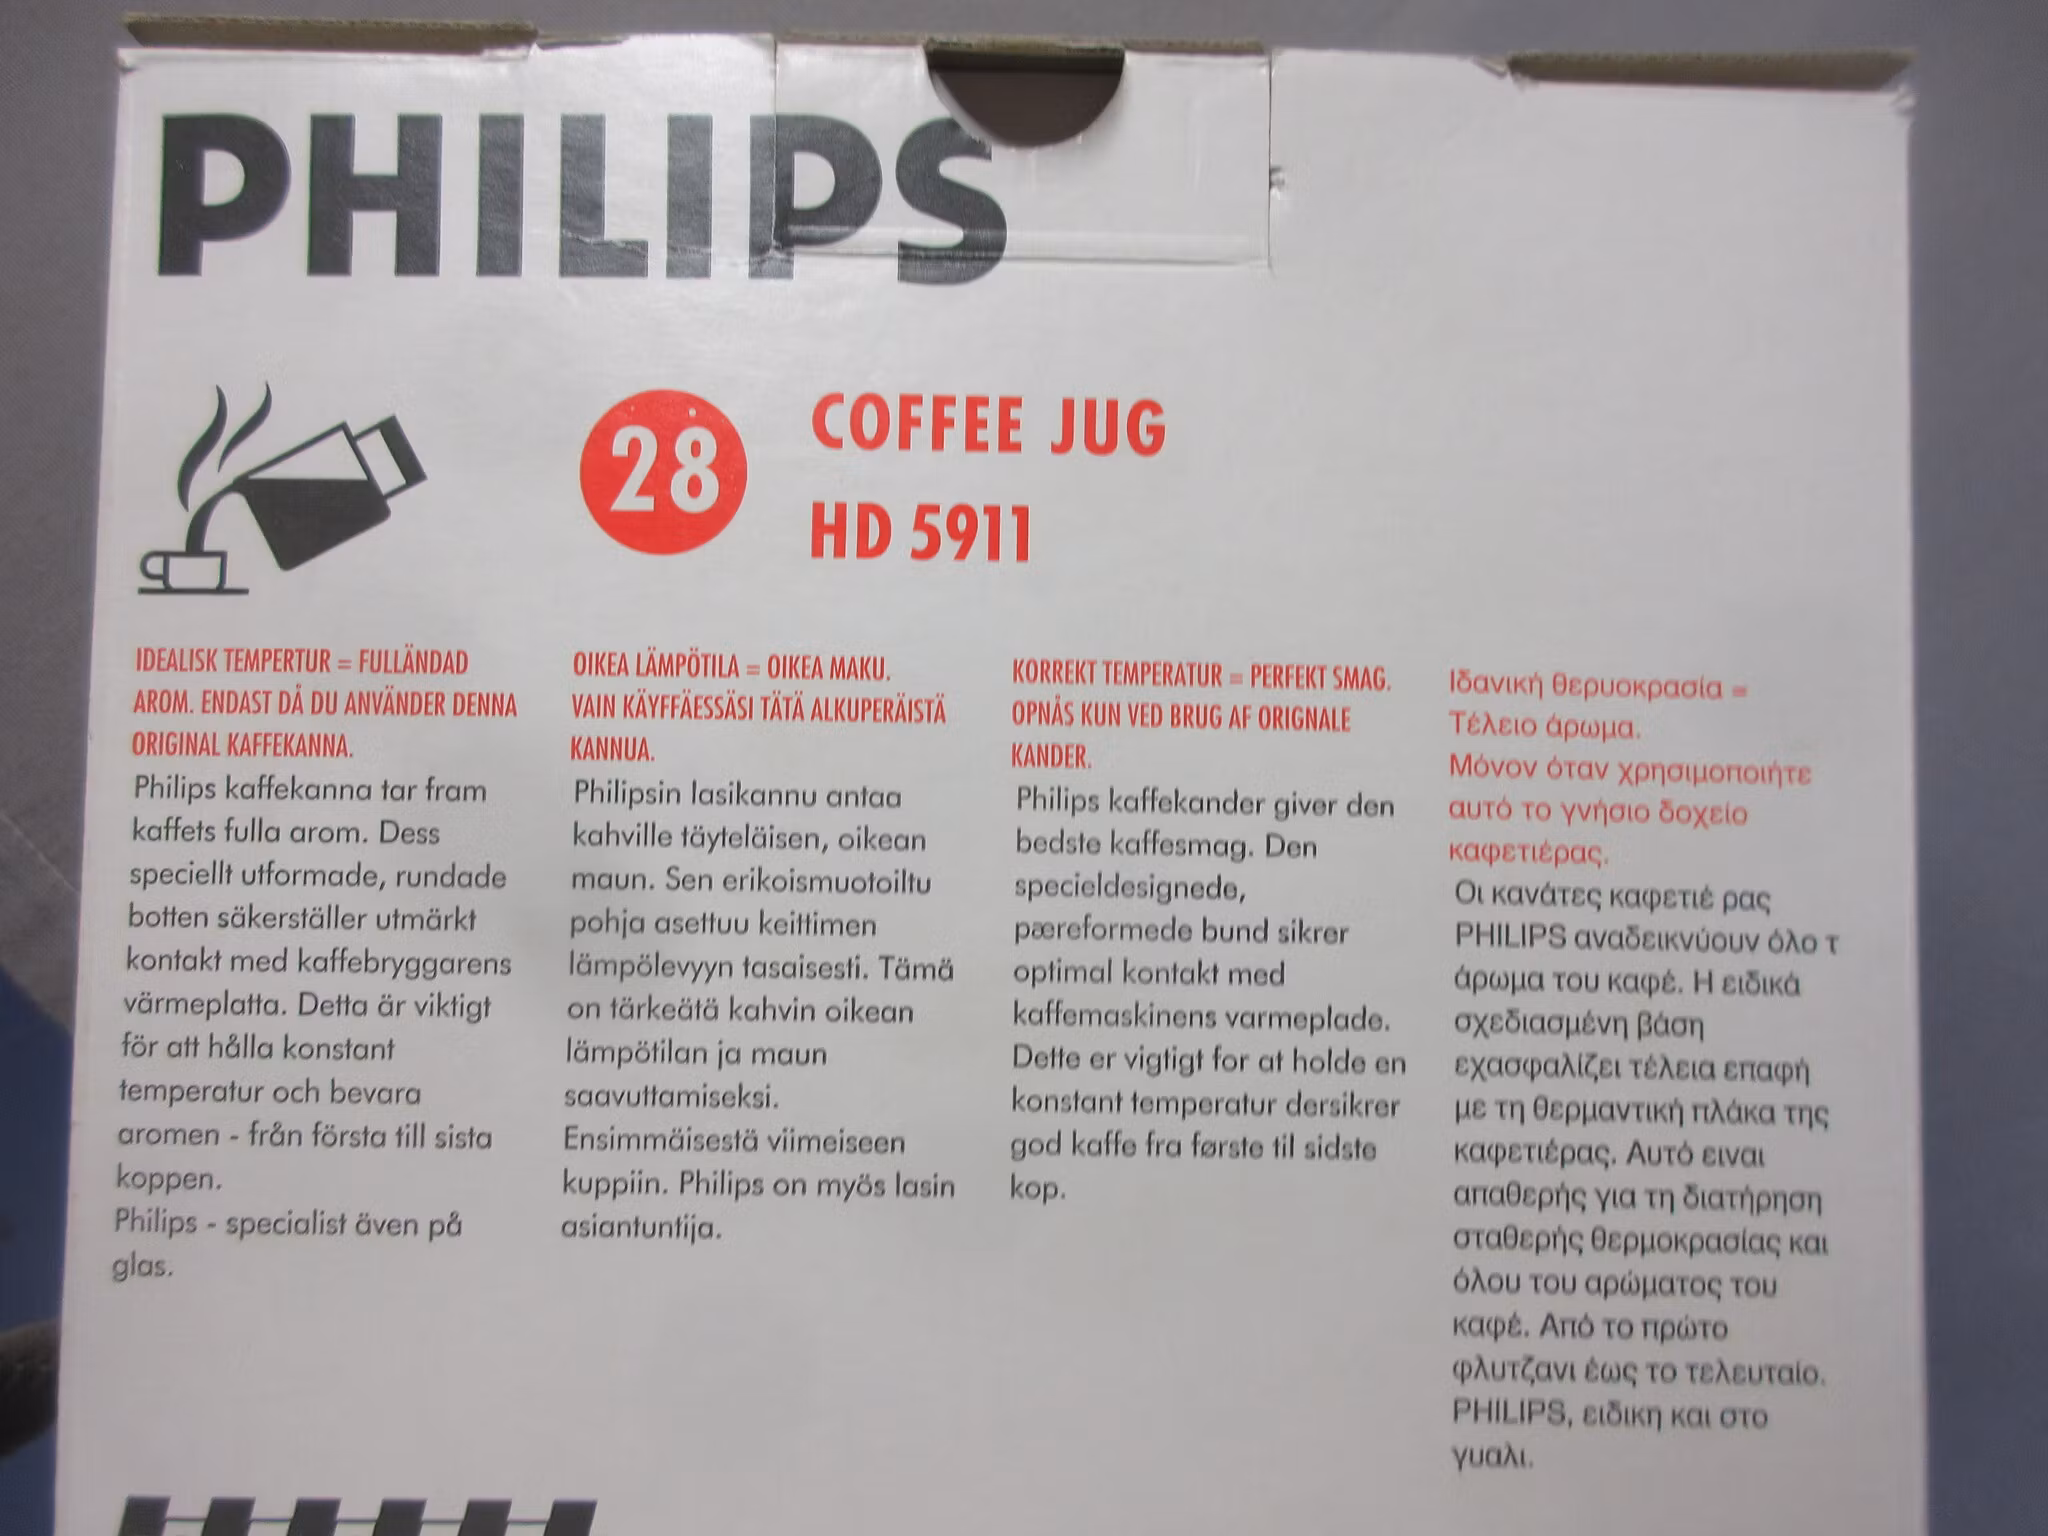 PHILIPS
28
COFFEE JUG
HD 5911
IDEALISK TEMPERTUR = FULLÄNDAD
AROM. ENDAST DÅ DU ANVÄNDER DENNA
ORIGINAL KAFFEKANNA.
Philips kaffekanna tar fram
kaffets fulla arom. Dess
speciellt utformade, rundade
botten säkerställer utmärkt
kontakt med kaffebryggarens
värmeplatta. Detta är viktigt
för att hålla konstant
temperatur och bevara
aromen - från första till sista
koppen.
Philips - specialist även på
glas.
OIKEA LÄMPÖTILA = OIKEA MAKU.
VAIN KÄYFFÄESSÄSI TÄTÄ ALKUPERÄISTÄ
KANNUA.
Philipsin lasikannu antaa
kahville täyteläisen, oikean
maun. Sen erikoismuotoiltu
pohja asettuu keittimen
lämpölevyyn tasaisesti. Tämä
on tärkeätä kahvin oikean
lämpötilan ja maun
saavuttamiseksi.
Ensimmäisestä viimeiseen
kuppiin. Philips on myös lasin
asiantuntija.
KORREKT TEMPERATUR = PERFEKT SMAG.
OPNÅS KUN VED BRUG AF ORIGNALE
KANDER.
Philips kaffekander giver den
bedste kaffesmag. Den
specieldesignede,
pæreformede bund sikrer
optimal kontakt med
kaffemaskinens varmeplade.
Dette er vigtigt for at holde en
konstant temperatur dersikrer
god kaffe fra første til sidste
kop.
Ιδανική θερυοκρασία =
Τέλειο άρωμα.
Μόνον όταν χρησιμοποιήτε
αυτό το γνήσιο δοχείο
καφετιέρας.
Οι κανάτες καφετιέ ρας
PHILIPS αναδεικνύουν όλο τ
άρωμα του καφέ. Η ειδικά
σχεδιασμένη βάση
εχασφαλίζει τέλεια επαφή
με τη θερμαντική πλάκα της
καφετιέρας. Αυτό ειναι
απαθερής για τη διατήρηση
σταθερής θερμοκρασίας και
όλου του αρώματος του
καφέ. Από το πρώτο
φλυτζανι έως το τελευταίο.
PHILIPS, ειδικη και στο
γυαλι.